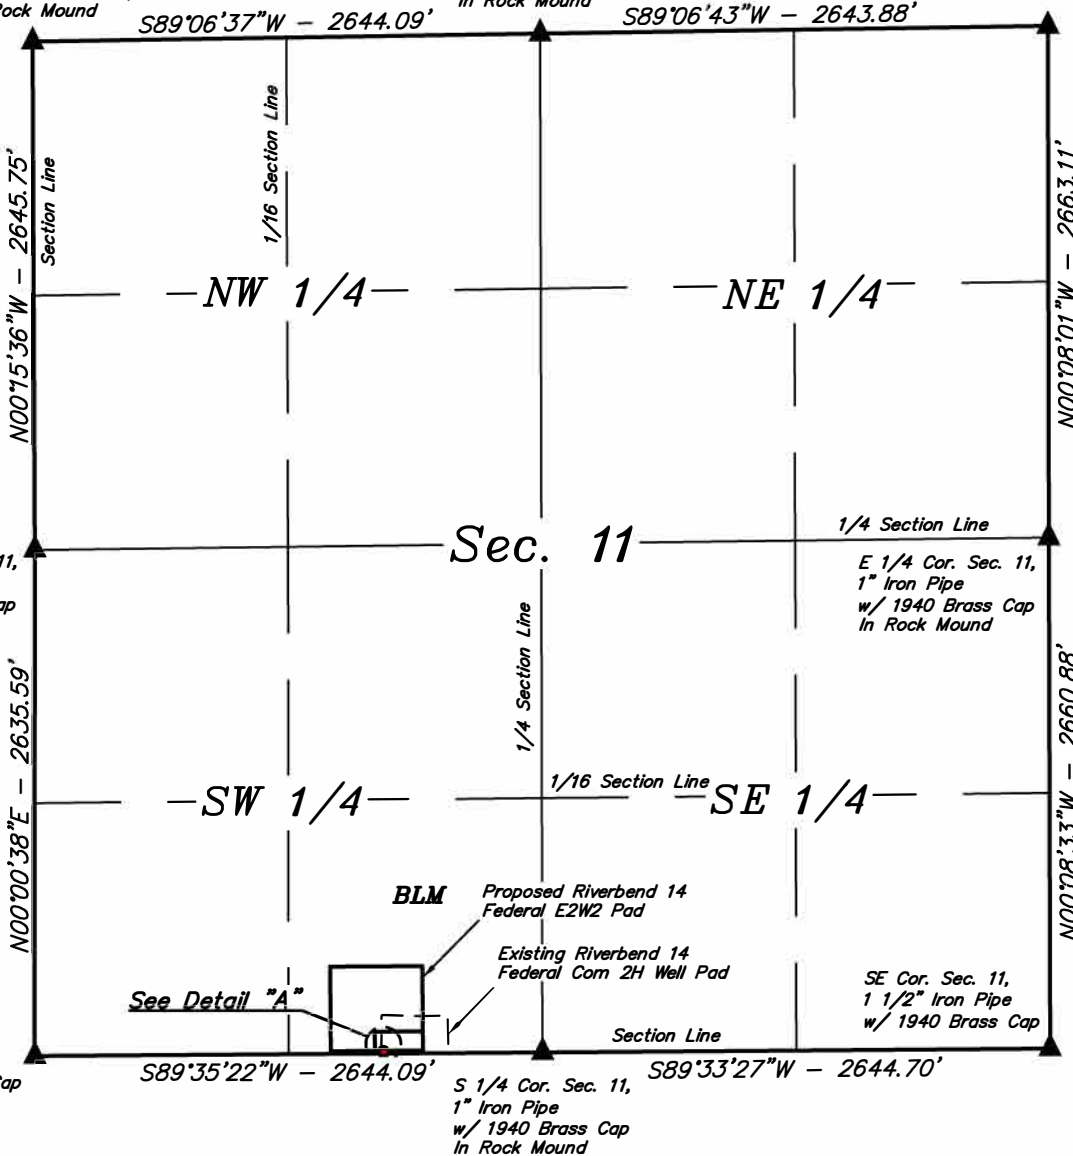 Rock Mound
In Rock Mound
S89°06'37"W - 2644.09'
S89°06'43"W - 2643.88'
1/16 Section Line
Section Line
N00°15'36"W - 2645.75'
N00°08'01"W - 2663.11'
NW 1/4
NE 1/4
Sec. 11
1/4 Section Line
11,
E 1/4 Cor. Sec. 11,
1" Iron Pipe
w/ 1940 Brass Cap
In Rock Mound
1/4 Section Line
N00°00'38"E - 2635.59'
N00°08'33"W - 2660.88'
1/16 Section Line
SW 1/4
SE 1/4
BLM
Proposed Riverbend 14
Federal E2W2 Pad
Existing Riverbend 14
Federal Com 2H Well Pad
See Detail "A"
SE Cor. Sec. 11,
1 1/2" Iron Pipe
w/ 1940 Brass Cap
Section Line
S89°35'22"W - 2644.09'
S89°33'27"W - 2644.70'
S 1/4 Cor. Sec. 11,
1" Iron Pipe
w/ 1940 Brass Cap
In Rock Mound